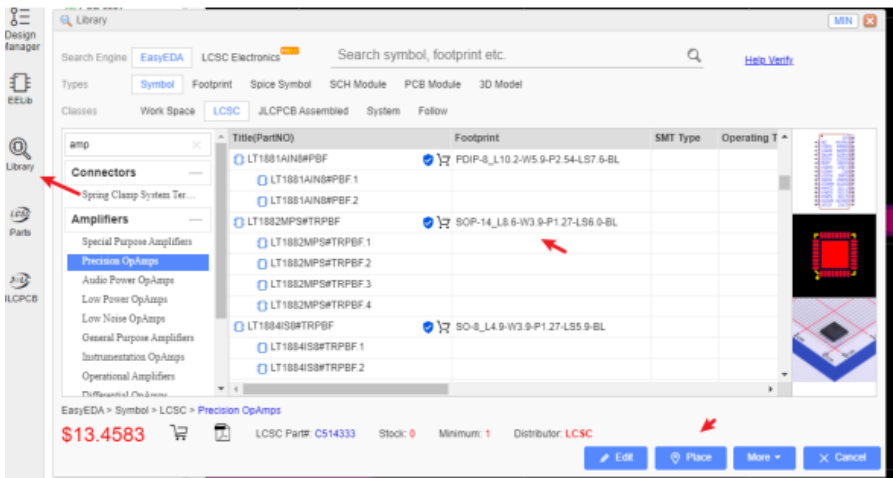 Design
Manager
EELib
Library
Parts
JLCPCB
Library
MIN
Search Engine EasyEDA LCSC Electronics Search symbol, footprint etc. Help Verify
Types Symbol Footprint Spice Symbol SCH Module PCB Module 3D Model
Classes Work Space LCSC JLCPCB Assembled System Follow
amp
Connectors
Spring Clamp System Ter...
Amplifiers
Special Purpose Amplifiers
Precision OpAmps
Audio Power OpAmps
Low Power OpAmps
Low Noise OpAmps
General Purpose Amplifiers
Instrumentation OpAmps
Operational Amplifiers
Differential OpAmps
Title(PartNO) Footprint SMT Type Operating T
LT1881AIN8#PBF PDIP-8_L10.2-W5.9-P2.54-LS7.6-BL
LT1881AIN8#PBF.1
LT1881AIN8#PBF.2
LT1882MPS#TRPBF SOP-14_L8.6-W3.9-P1.27-LS6.0-BL
LT1882MPS#TRPBF.1
LT1882MPS#TRPBF.2
LT1882MPS#TRPBF.3
LT1882MPS#TRPBF.4
LT1884IS8#TRPBF SO-8_L4.9-W3.9-P1.27-LS5.9-BL
LT1884IS8#TRPBF.1
LT1884IS8#TRPBF.2
EasyEDA > Symbol > LCSC > Precision OpAmps
$13.4583 LCSC Part#: C514333 Stock: 0 Minimum: 1 Distributor: LCSC
Edit Place More Cancel